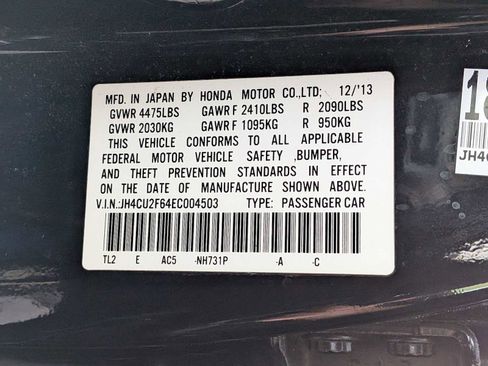 MFD. IN JAPAN BY HONDA MOTOR CO.,LTD; 12/'13
GVWR 4475LBS GAWR F 2410LBS R 2090LBS
GVWR 2030KG GAWR F 1095KG R 950KG
THIS VEHICLE CONFORMS TO ALL APPLICABLE
FEDERAL MOTOR VEHICLE SAFETY ,BUMPER,
AND THEFT PREVENTION STANDARDS IN EFFECT
ON THE DATE OF MANUFACTURE SHOWN ABOVE.
V.I.N:JH4CU2F64EC004503 TYPE: PASSENGER CAR
TL2 E AC5 -NH731P -A -C